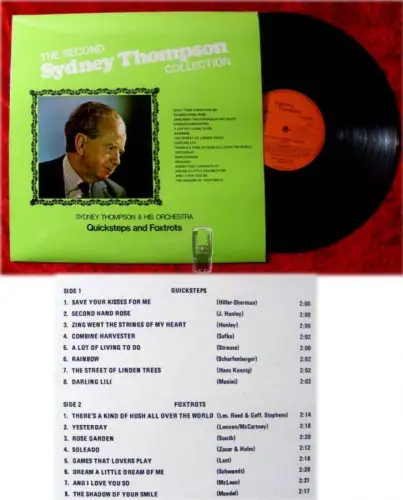 THE SECOND
Sydney Thompson
COLLECTION
SYDNEY THOMPSON & HIS ORCHESTRA
Quicksteps and Foxtrots
SIDE 1 QUICKSTEPS
1. SAVE YOUR KISSES FOR ME (Hiller-Sherman) 2:00
2. SECOND HAND ROSE (J. Henley) 2:00
3. ZING WENT THE STRINGS OF MY HEART (Henley) 2:00
4. COMBINE HARVESTER (Safka) 2:02
5. A LOT OF LIVING TO DO (Strouse) 2:00
6. RAINBOW (Scharfenberger) 2:02
7. THE STREET OF LINDEN TREES (Hans Koenig) 2:02
8. DARLING LILI (Mancini) 2:03
SIDE 2 FOXTROTS
1. THERE'S A KIND OF HUSH ALL OVER THE WORLD (Les. Reed & Geff. Stephens) 2:14
2. YESTERDAY (Lennon/McCartney) 2:18
3. ROSE GARDEN (South) 2:20
4. SOLEADO (Zacar & Holm) 2:12
5. GAMES THAT LOVERS PLAY (Last) 2:16
6. DREAM A LITTLE DREAM OF ME (Schwandt) 2:20
7. AND I LOVE YOU SO (McLean) 2:21
8. THE SHADOW OF YOUR SMILE (Mandel) 2:17